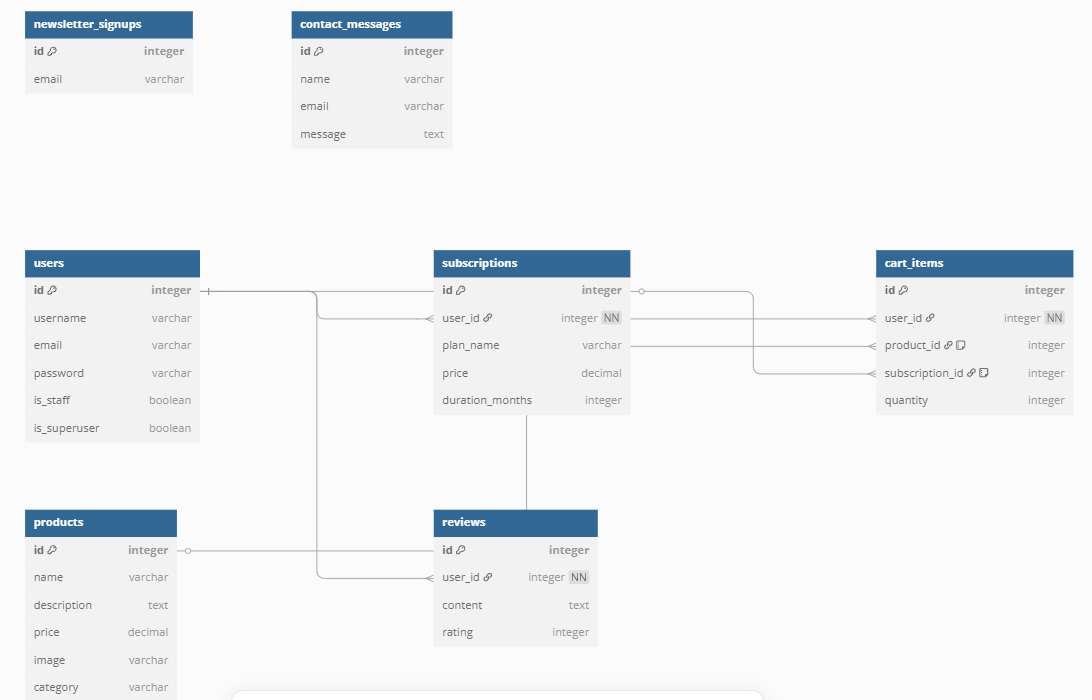 newsletter_signups
id integer
email varchar
contact_messages
id integer
name varchar
email varchar
message text
users
id integer
username varchar
email varchar
password varchar
is_staff boolean
is_superuser boolean
subscriptions
id integer
user_id integer NN
plan_name varchar
price decimal
duration_months integer
cart_items
id integer
user_id integer NN
product_id integer
subscription_id integer
quantity integer
products
id integer
name varchar
description text
price decimal
image varchar
category varchar
reviews
id integer
user_id integer NN
content text
rating integer